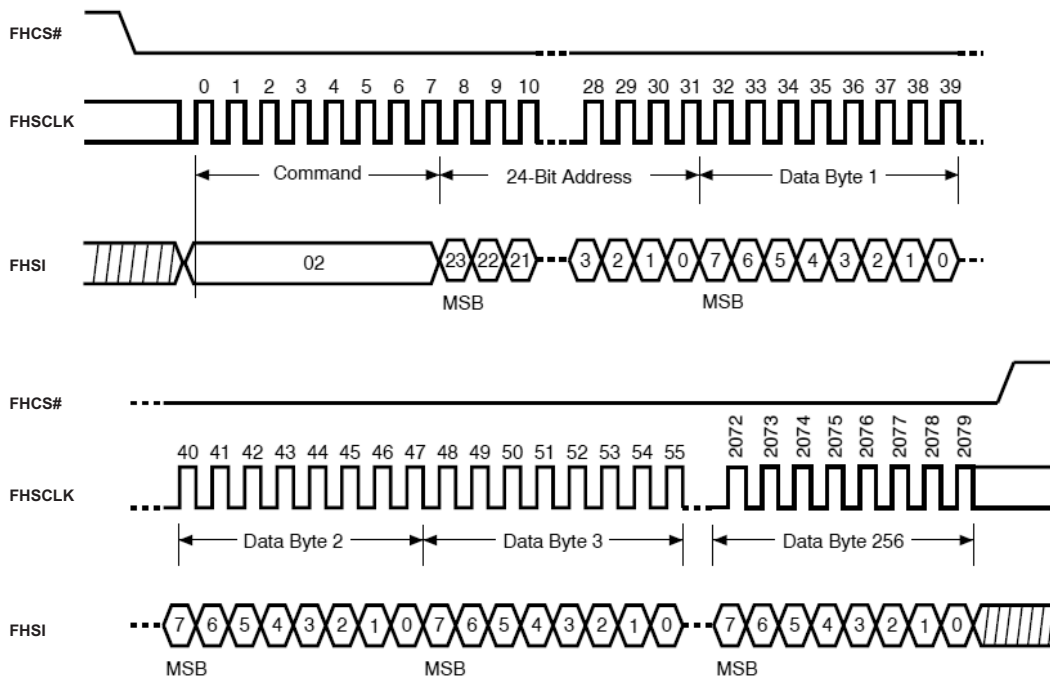 FHCS#
0 1 2 3 4 5 6 7 8 9 10 28 29 30 31 32 33 34 35 36 37 38 39
FHSCLK
Command 24-Bit Address Data Byte 1
FHSI 02 23 22 21 3 2 1 0 7 6 5 4 3 2 1 0
MSB MSB
FHCS#
40 41 42 43 44 45 46 47 48 49 50 51 52 53 54 55 2072 2073 2074 2075 2076 2077 2078 2079
FHSCLK
Data Byte 2 Data Byte 3 Data Byte 256
FHSI 7 6 5 4 3 2 1 0 7 6 5 4 3 2 1 0 7 6 5 4 3 2 1 0
MSB MSB MSB